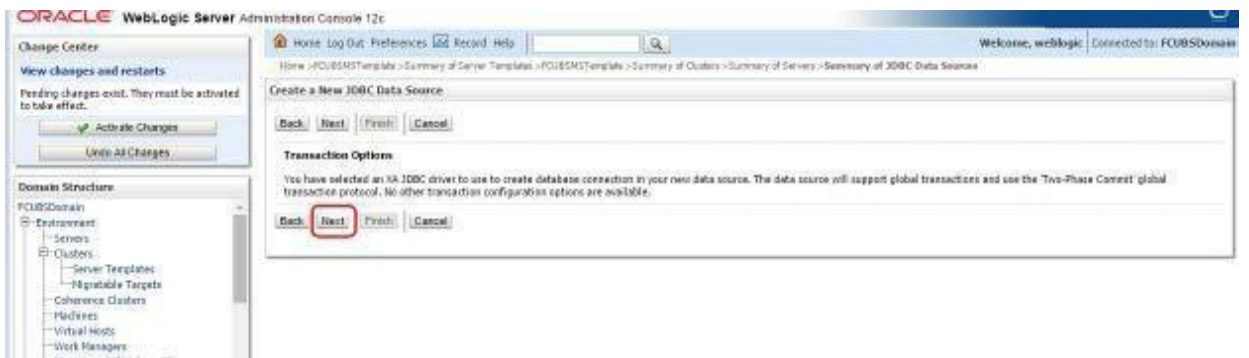 ORACLE WebLogic Server Administration Console 12c
Change Center
View changes and restarts
Pending changes exist. They must be activated
to take effect.
Activate Changes
Undo All Changes
Domain Structure
FCUBSDomain
Environment
Servers
Clusters
Server Templates
Migratable Targets
Coherence Clusters
Machines
Virtual Hosts
Work Managers
Home Log Out Preferences Record Help
Welcome, weblogic Connected to: FCUBSDomain
Home >FCUBSMSTemplate >Summary of Server Templates >FCUBSMSTemplate >Summary of Clusters >Summary of Servers >Summary of JDBC Data Sources
Create a New JDBC Data Source
Back Next Finish Cancel
Transaction Options
You have selected an XA JDBC driver to use to create database connection in your new data source. The data source will support global transactions and use the 'Two-Phase Commit' global
transaction protocol. No other transaction configuration options are available.
Back Next Finish Cancel